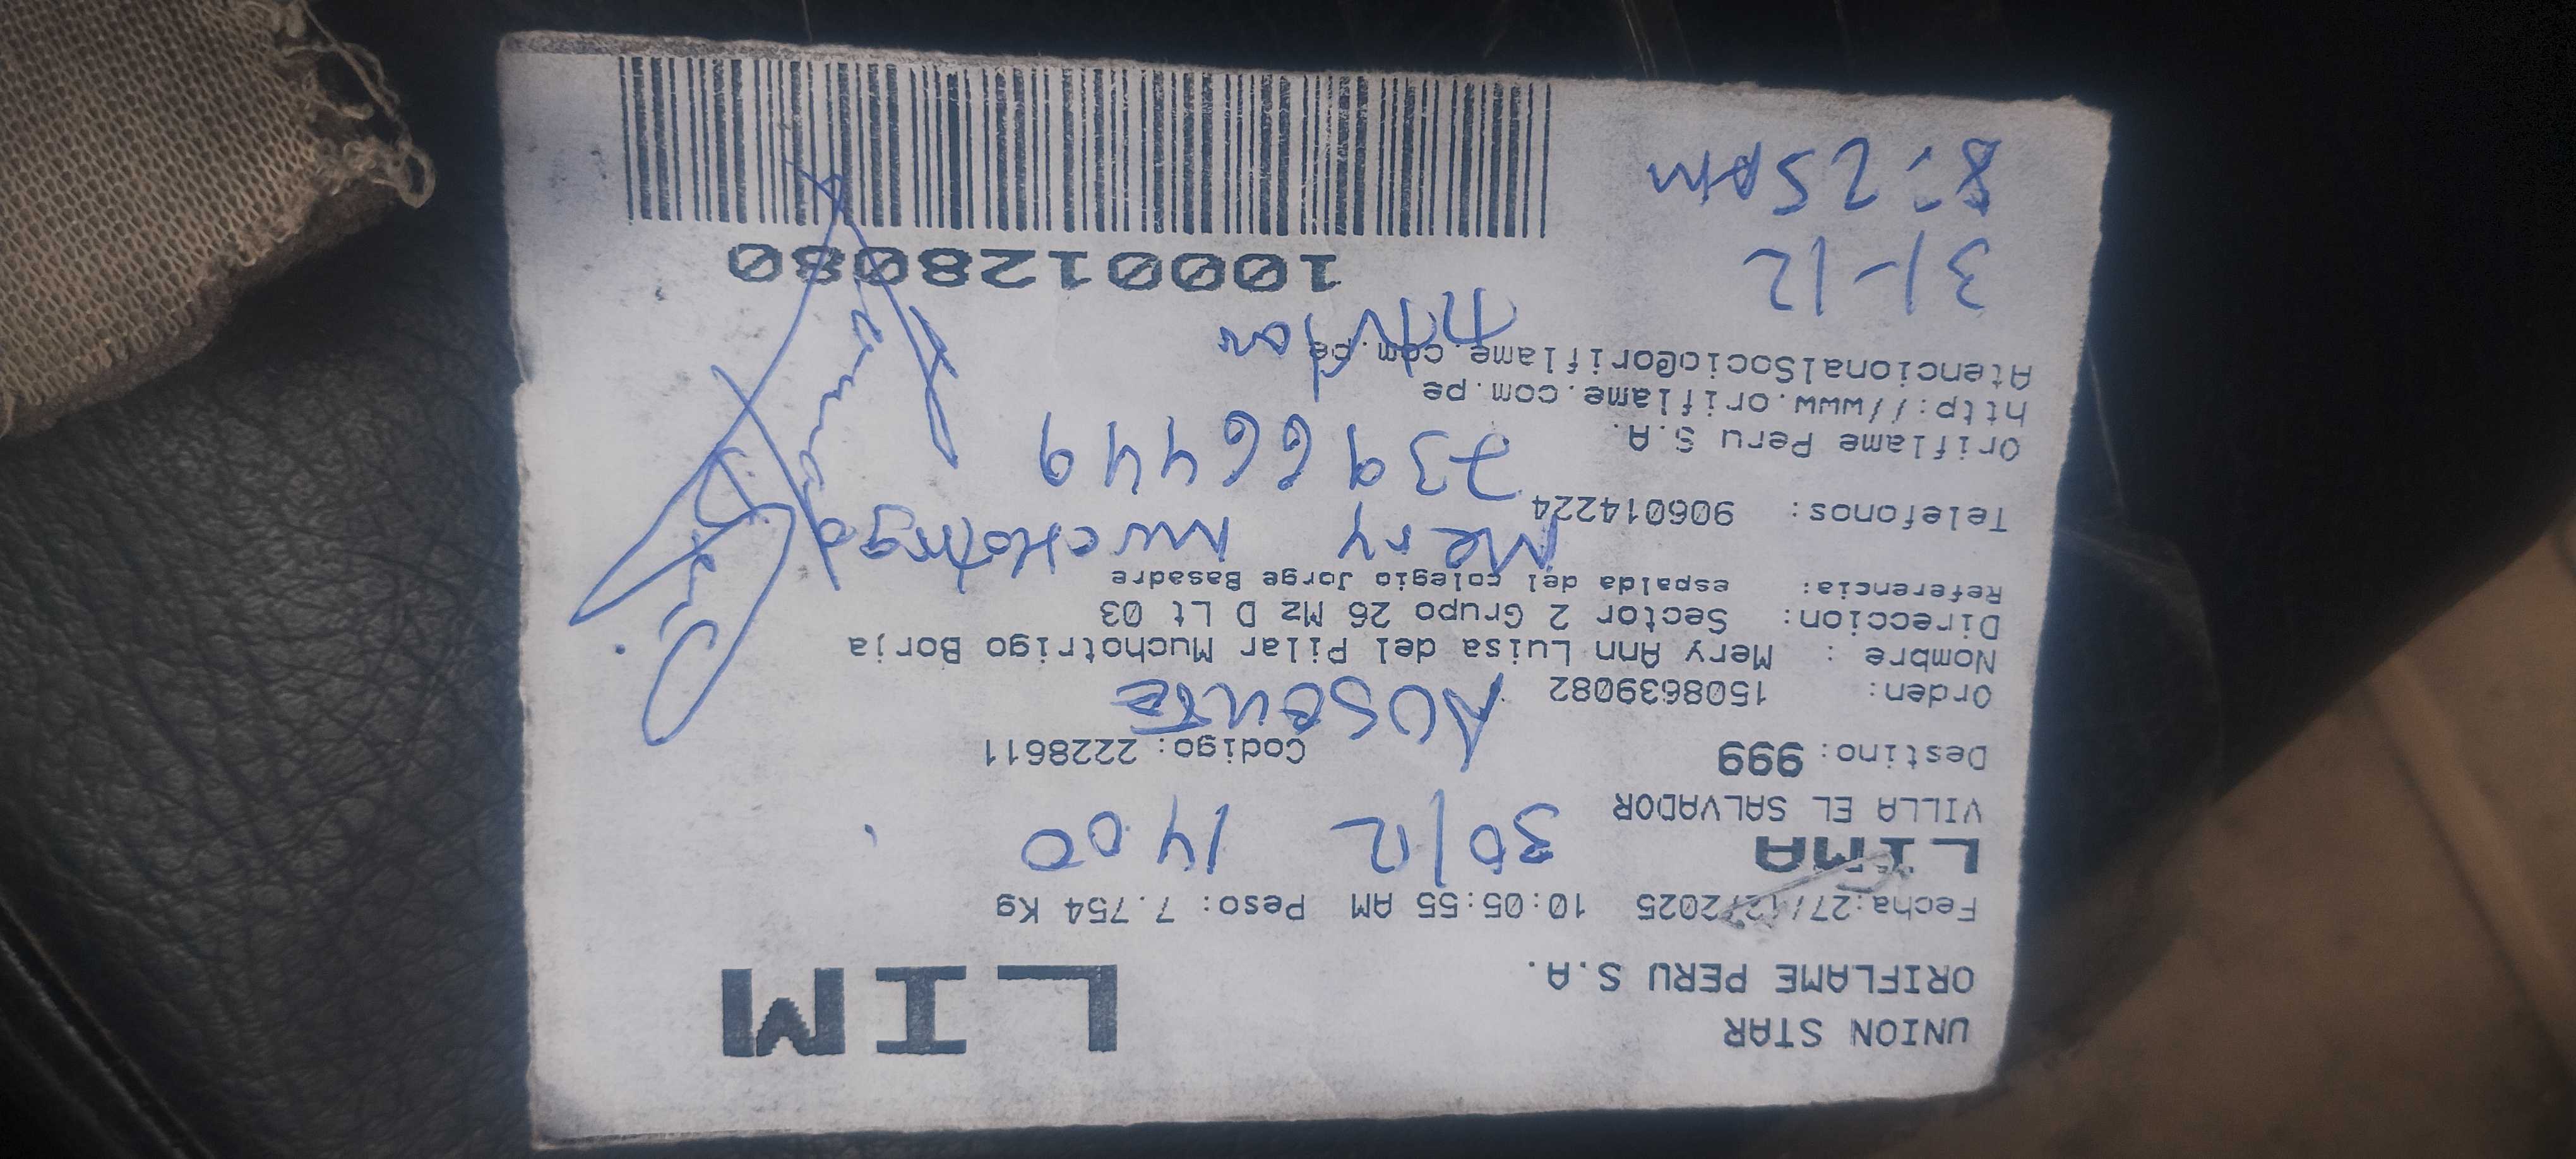 UNION STAR
ORIFLAME PERU S.A.
LIM
Fecha:27/12/2025 10:05:55 AM Peso: 7.754 Kg
LIMA
30/12 14 00
VILLA EL SALVADOR
Destino: 999 Codigo: 2228611
AUSENTE
Orden: 1508639082
Nombre : Mery Ann Luisa del Pilar Muchotrigo Borja
Direccion: Sector 2 Grupo 26 Mz D Lt 03
Referencia: espalda del colegio Jorge Basadre
Mery Muchotrigo
Telefonos: 906014224
73966449
Oriflame Peru S.A.
http://www.oriflame.com.pe
AtencionalSocio@oriflame.com.pe
31-12
1000128080
8:25AM